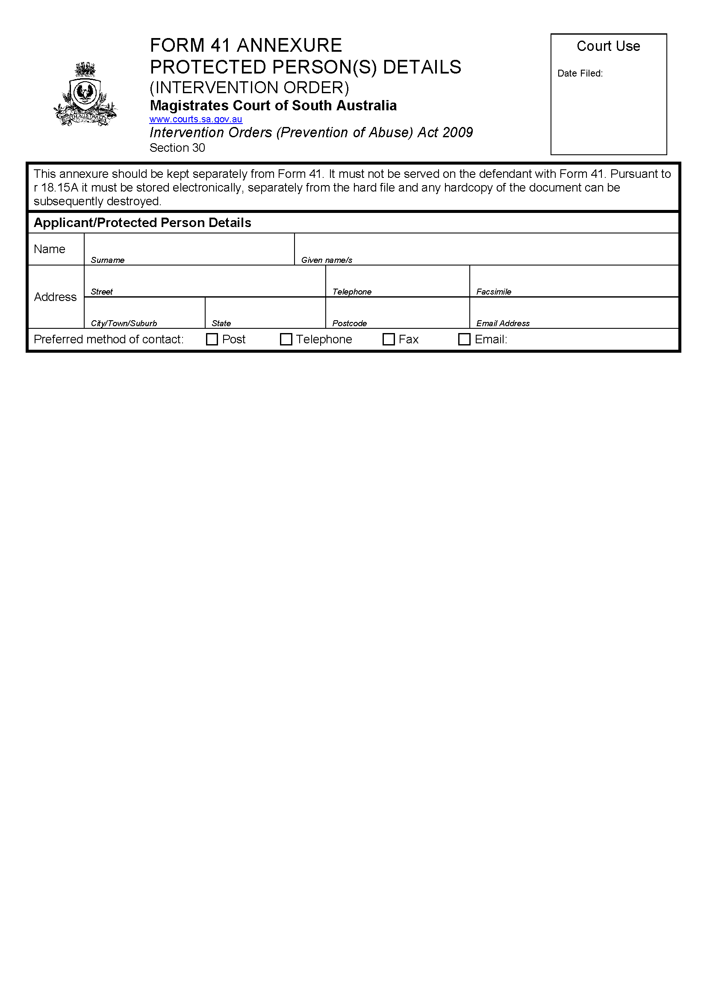 FORM 41 ANNEXURE
PROTECTED PERSON(S) DETAILS
(INTERVENTION ORDER)
Magistrates Court of South Australia
www.courts.sa.gov.au
Intervention Orders (Prevention of Abuse) Act 2009
Section 30
SOUTH AUSTRALIA
Court Use
Date Filed:
This annexure should be kept separately from Form 41. It must not be served on the defendant with Form 41. Pursuant to
r 18.15A it must be stored electronically, separately from the hard file and any hardcopy of the document can be
subsequently destroyed.
Applicant/Protected Person Details
Name
Surname
Given name/s
Address
Street
Telephone
Facsimile
City/Town/Suburb
State
Postcode
Email Address
Preferred method of contact: Post Telephone Fax Email: